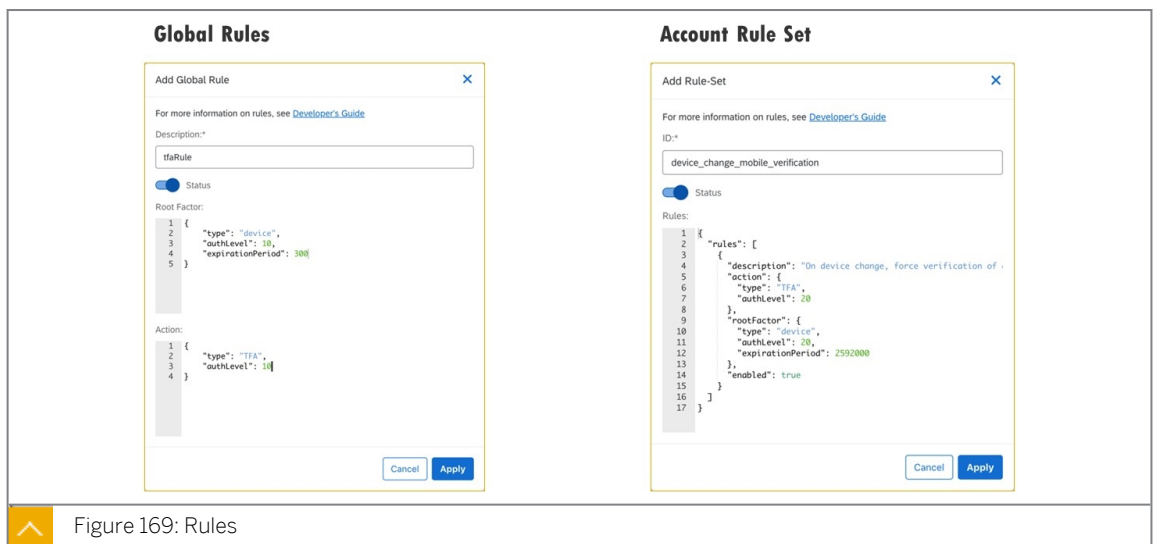 Global Rules
Add Global Rule
For more information on rules, see Developer's Guide
Description:*
tfaRule
Status
Root Factor:
1 {
2 "type": "device",
3 "authLevel": 10,
4 "expirationPeriod": 300
5 }
Action:
1 {
2 "type": "TFA",
3 "authLevel": 10
4 }
Cancel Apply
Account Rule Set
Add Rule-Set
For more information on rules, see Developer's Guide
ID:*
device_change_mobile_verification
Status
Rules:
1 {
2 "rules": [
3 {
4 "description": "On device change, force verification of
5 "action": {
6 "type": "TFA",
7 "authLevel": 20
8 },
9 "rootFactor": {
10 "type": "device",
11 "authLevel": 20,
12 "expirationPeriod": 2592000
13 },
14 "enabled": true
15 }
16 ]
17 }
Cancel Apply
Figure 169: Rules